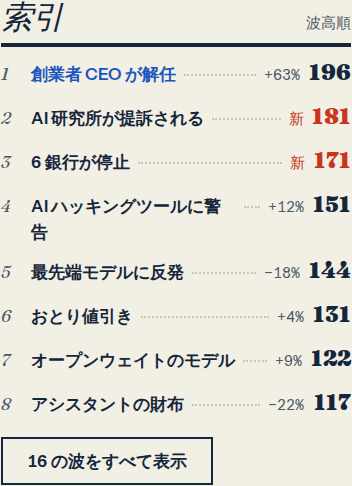 索引
波高順
1 創業者 CEO が解任 +63% 196
2 AI 研究所が提訴される 新 181
3 6 銀行が停止 新 171
4 AI ハッキングツールに警 +12% 151
告
5 最先端モデルに反発 −18% 144
6 おとり値引き +4% 131
7 オープンウェイトのモデル +9% 122
8 アシスタントの財布 −22% 117
16 の波をすべて表示